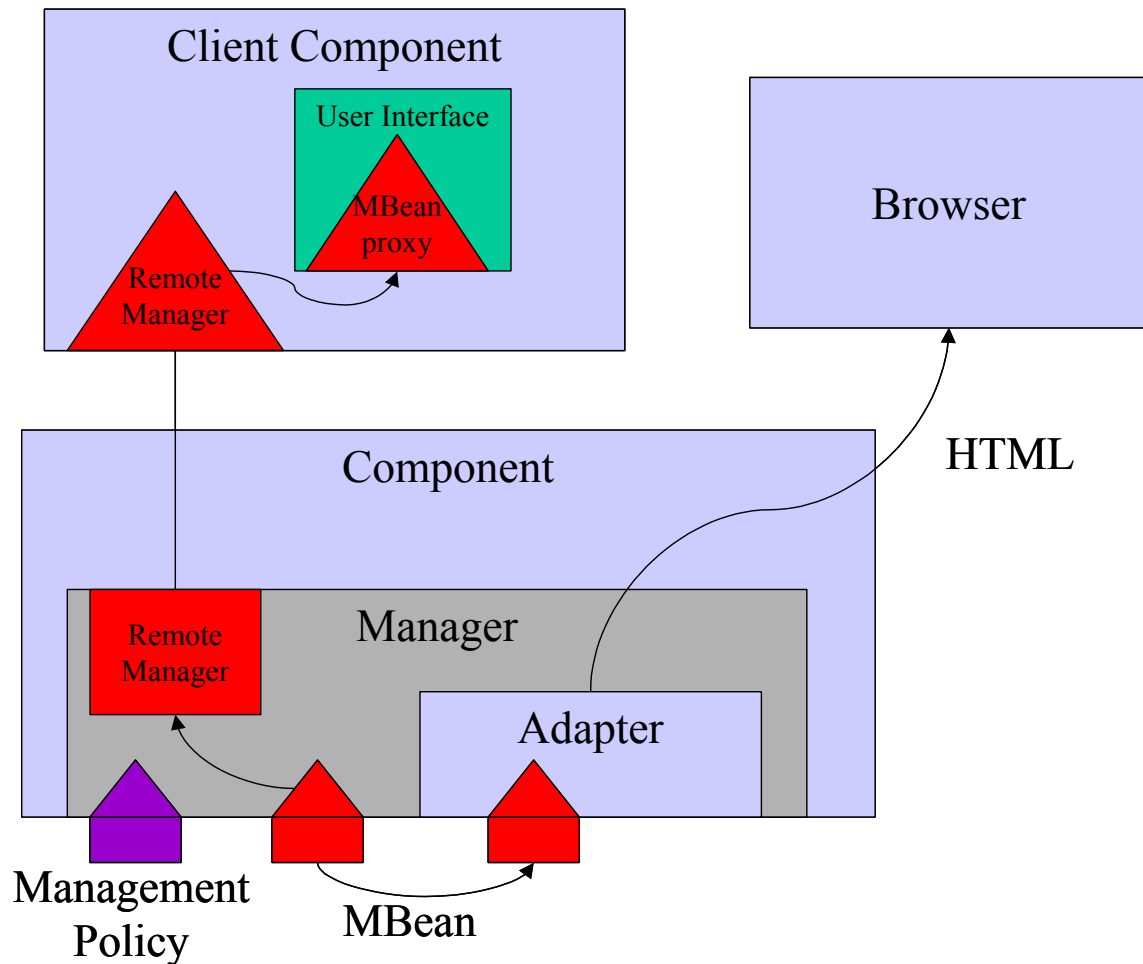 Client Component
User Interface
MBean
proxy
Remote
Manager
Browser
HTML
Component
Manager
Remote
Manager
Adapter
Management
Policy
MBean